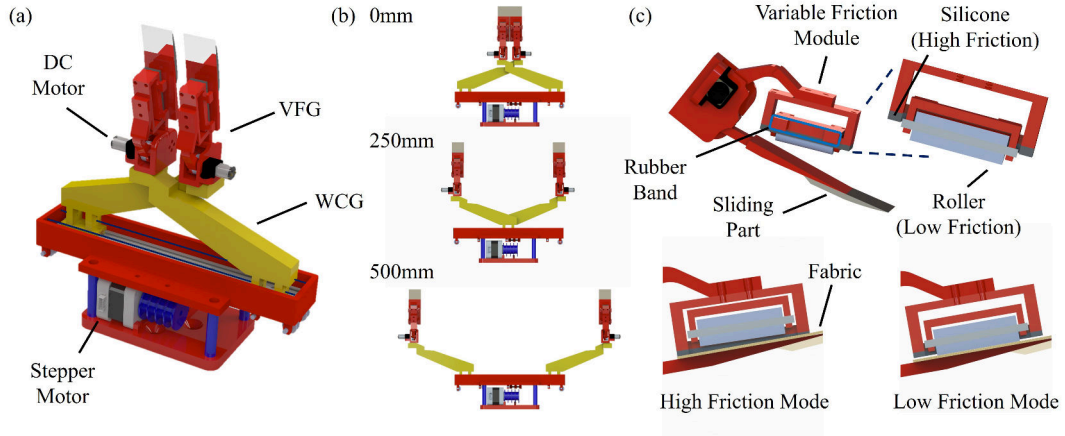 (a)
DC
Motor
VFG
WCG
Stepper
Motor
(b)
0mm
250mm
500mm
(c)
Variable Friction
Module
Silicone
(High Friction)
Rubber
Band
Sliding
Part
Roller
(Low Friction)
Fabric
High Friction Mode
Low Friction Mode